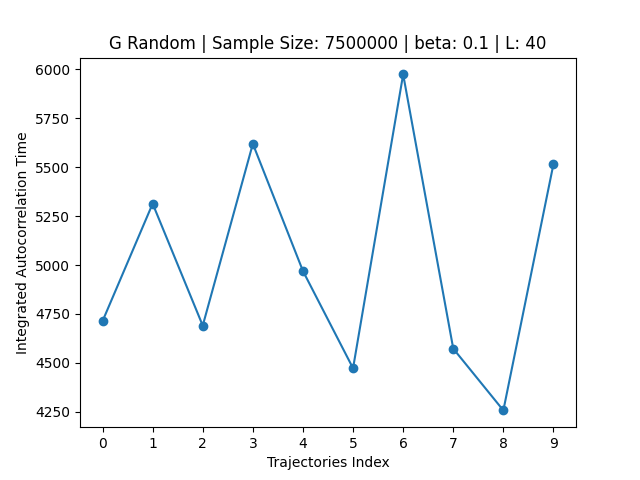 G Random | Sample Size: 7500000 | beta: 0.1 | L: 40
Integrated Autocorrelation Time
6000
5750
5500
5250
5000
4750
4500
4250
0 1 2 3 4 5 6 7 8 9
Trajectories Index